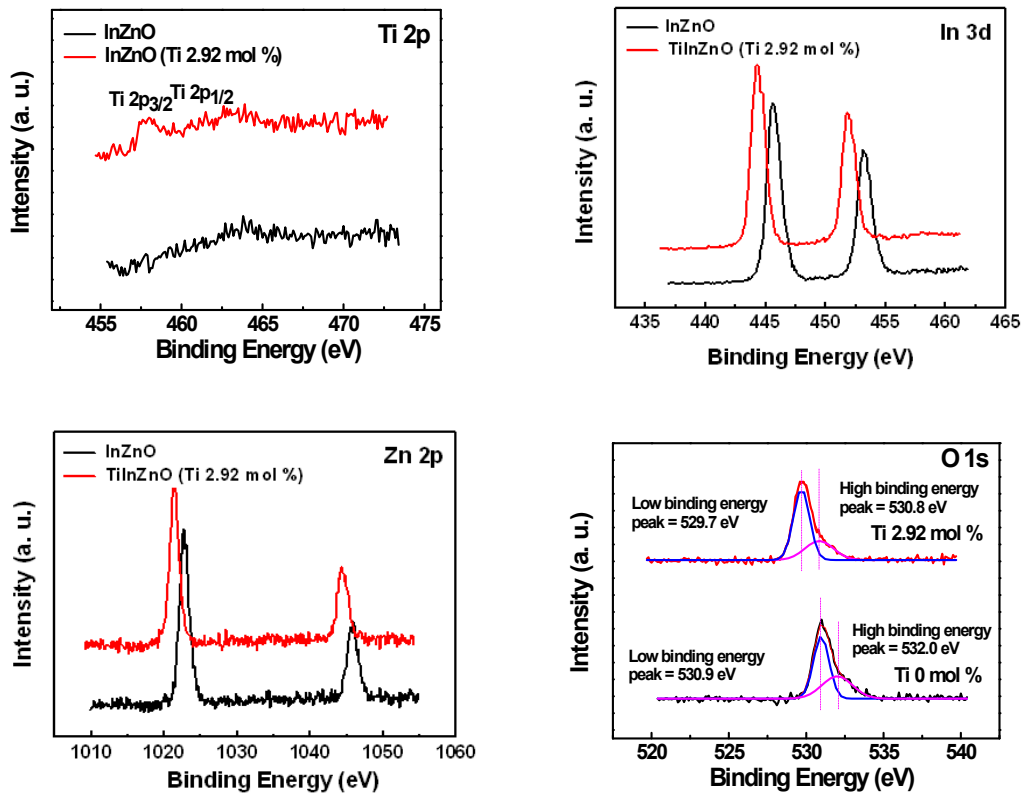 InZnO
InZnO (Ti 2.92 mol %)
Ti 2p
Ti 2p3/2 Ti 2p1/2
Intensity (a. u.)
455 460 465 470 475
Binding Energy (eV)
InZnO
TiInZnO (Ti 2.92 mol %)
In 3d
Intensity (a. u.)
435 440 445 450 455 460 465
Binding Energy (eV)
InZnO
TiInZnO (Ti 2.92 mol %)
Zn 2p
Intensity (a. u.)
1010 1020 1030 1040 1050 1060
Binding Energy (eV)
O 1s
Low binding energy
peak = 529.7 eV
High binding energy
peak = 530.8 eV
Ti 2.92 mol %
Low binding energy
peak = 530.9 eV
High binding energy
peak = 532.0 eV
Ti 0 mol %
Intensity (a. u.)
520 525 530 535 540
Binding Energy (eV)